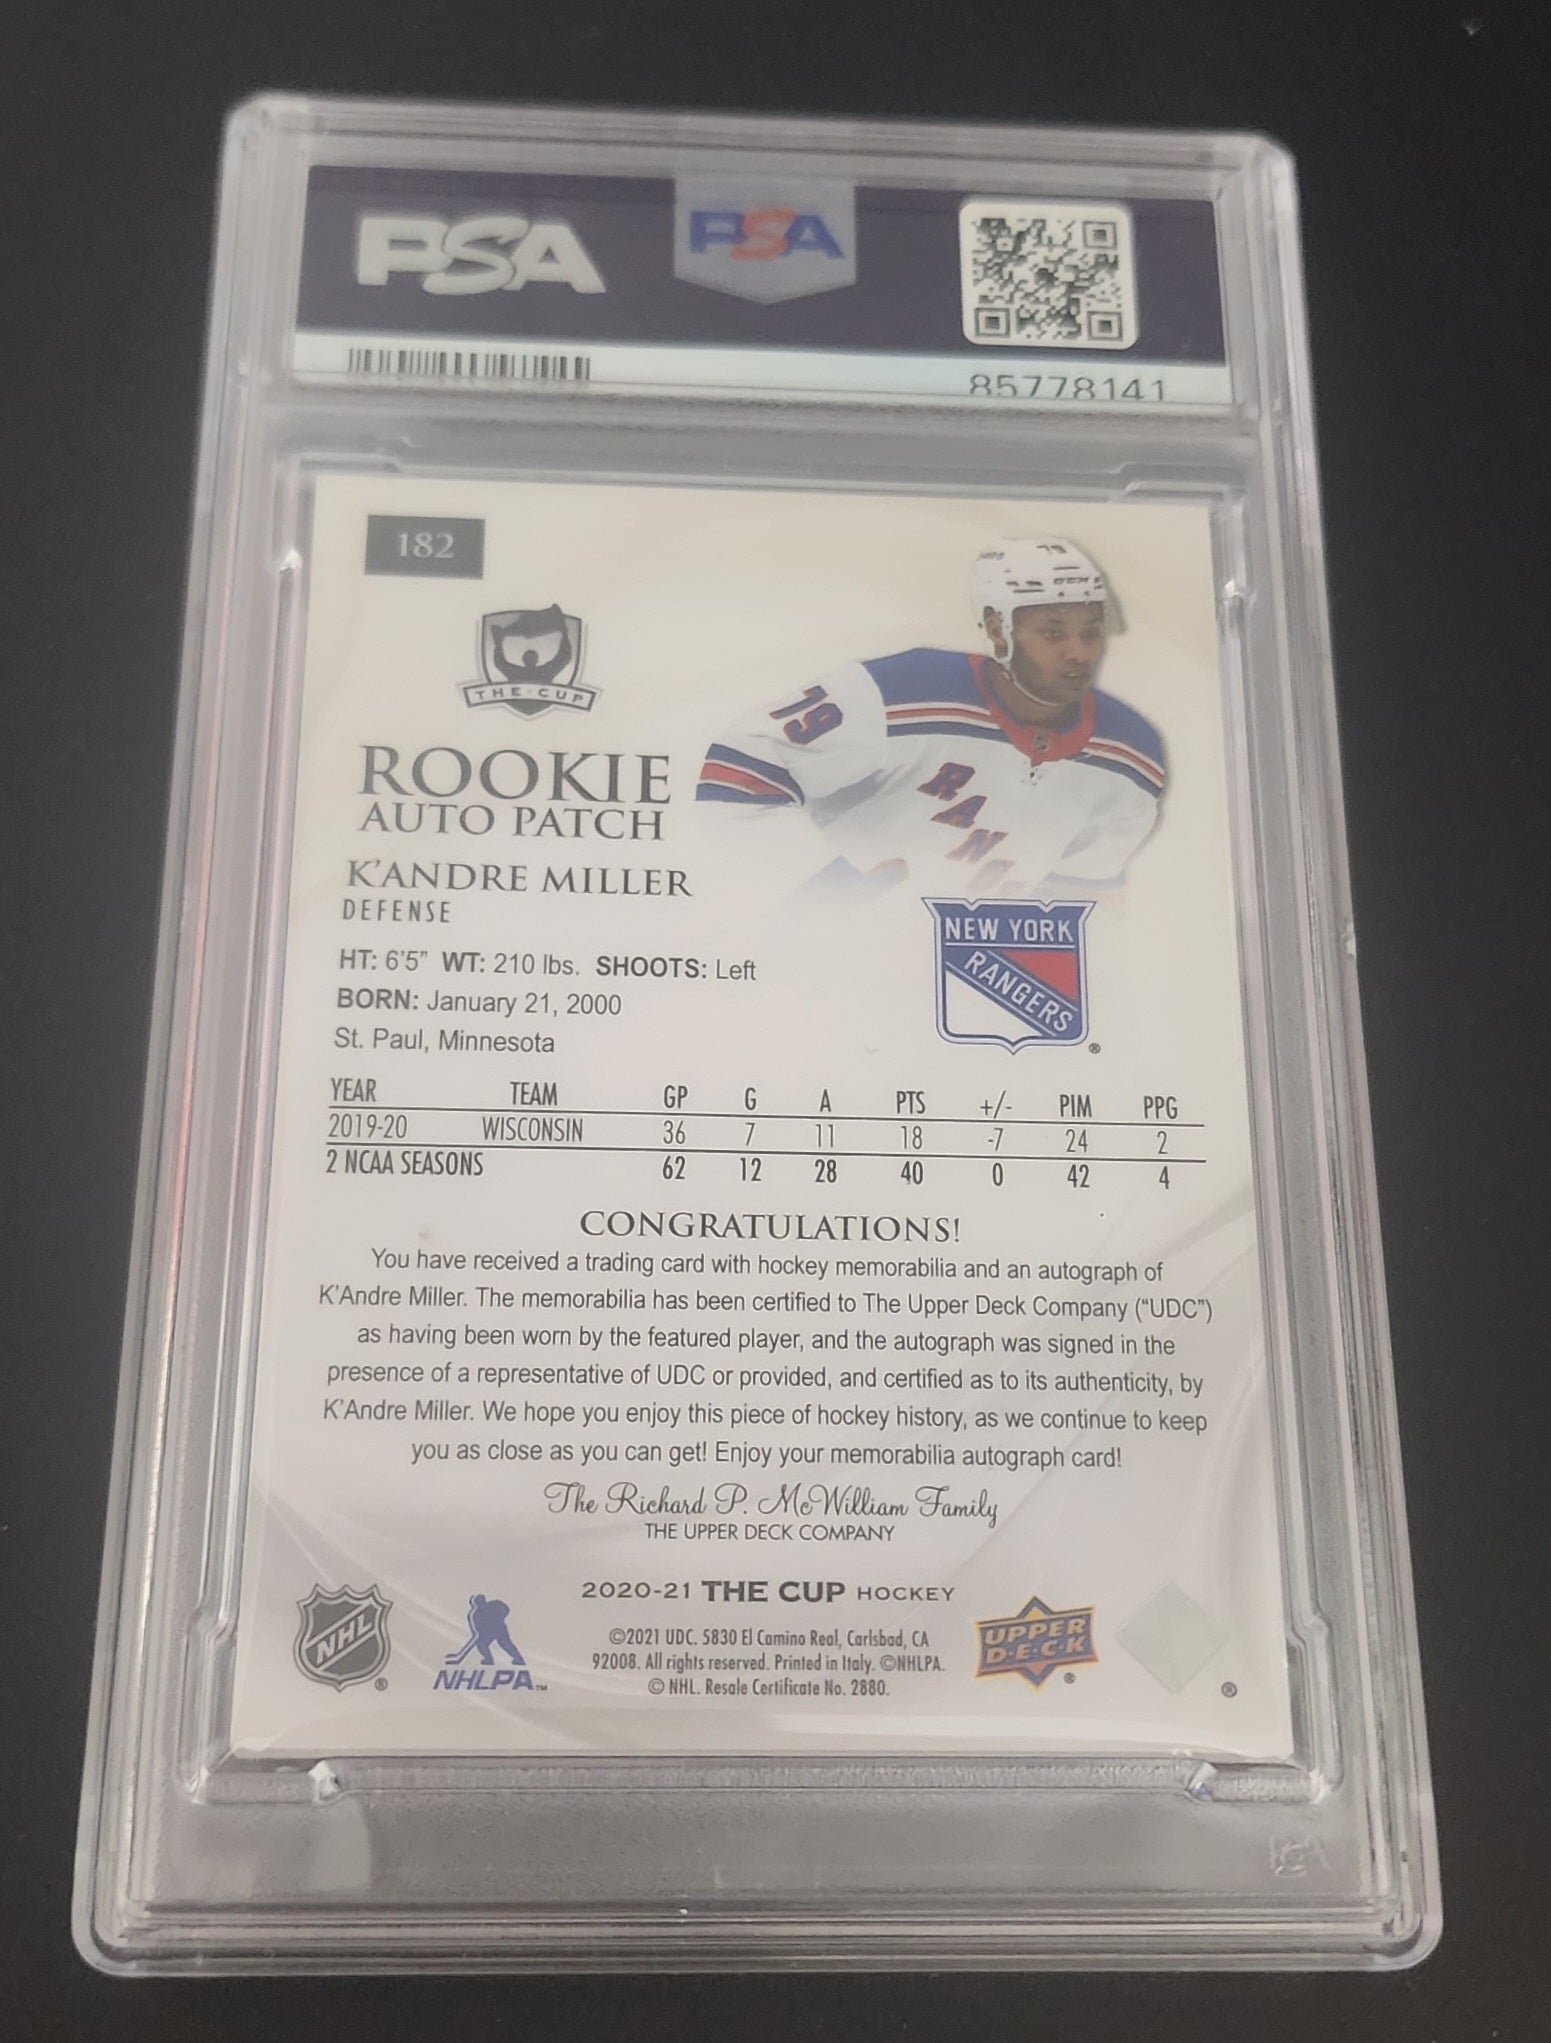 PSA
PSA
85778141
182
THE CUP
ROOKIE
AUTO PATCH
K'ANDRE MILLER
DEFENSE
HT: 6'5" WT: 210 lbs. SHOOTS: Left
BORN: January 21, 2000
St. Paul, Minnesota
79
79
CCM
RAN
NEW YORK
RANGERS
®
YEAR TEAM GP G A PTS +/- PIM PPG
2019-20 WISCONSIN 36 7 11 18 -7 24 2
2 NCAA SEASONS 62 12 28 40 0 42 4
CONGRATULATIONS!
You have received a trading card with hockey memorabilia and an autograph of
K'Andre Miller. The memorabilia has been certified to The Upper Deck Company ("UDC")
as having been worn by the featured player, and the autograph was signed in the
presence of a representative of UDC or provided, and certified as to its authenticity, by
K'Andre Miller. We hope you enjoy this piece of hockey history, as we continue to keep
you as close as you can get! Enjoy your memorabilia autograph card!
The Richard P. McWilliam Family
THE UPPER DECK COMPANY
2020-21 THE CUP HOCKEY
©2021 UDC. 5830 El Camino Real, Carlsbad, CA
92008. All rights reserved. Printed in Italy. ©NHLPA.
© NHL. Resale Certificate No. 2880.
NHL ®
NHLPA™
UPPER
D·E·C·K ®
®